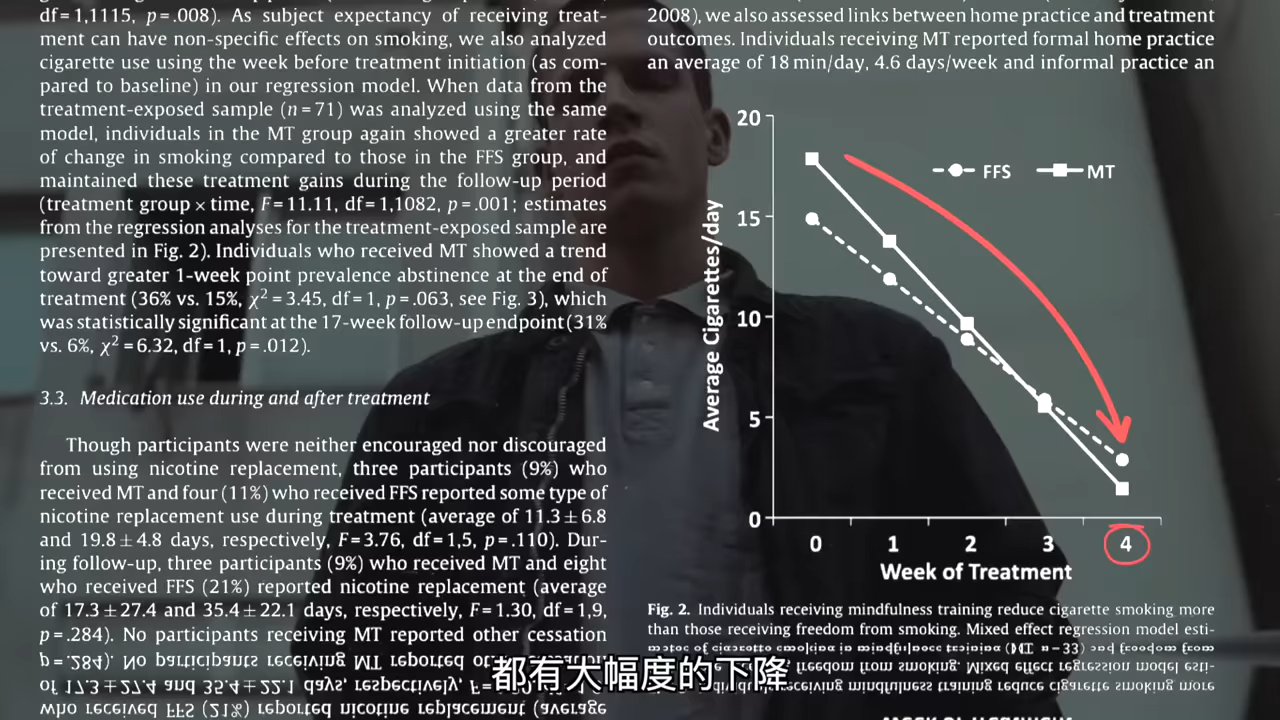 df=1,1115, p=.008). As subject expectancy of receiving treat-
ment can have non-specific effects on smoking, we also analyzed
cigarette use using the week before treatment initiation (as com-
pared to baseline) in our regression model. When data from the
treatment-exposed sample (n=71) was analyzed using the same
model, individuals in the MT group again showed a greater rate
of change in smoking compared to those in the FFS group, and
maintained these treatment gains during the follow-up period
(treatment group × time, F=11.11, df=1,1082, p=.001; estimates
from the regression analyses for the treatment-exposed sample are
presented in Fig. 2). Individuals who received MT showed a trend
toward greater 1-week point prevalence abstinence at the end of
treatment (36% vs. 15%, χ²=3.45, df=1, p=.063, see Fig. 3), which
was statistically significant at the 17-week follow-up endpoint (31%
vs. 6%, χ²=6.32, df=1, p=.012).
3.3. Medication use during and after treatment
Though participants were neither encouraged nor discouraged
from using nicotine replacement, three participants (9%) who
received MT and four (11%) who received FFS reported some type of
nicotine replacement use during treatment (average of 11.3±6.8
and 19.8±4.8 days, respectively, F=3.76, df=1,5, p=.110). Dur-
ing follow-up, three participants (9%) who received MT and eight
who received FFS (21%) reported nicotine replacement (average
of 17.3±27.4 and 35.4±22.1 days, respectively, F=1.30, df=1,9,
p=.284). No participants receiving MT reported other cessation
2008), we also assessed links between home practice and treatment
outcomes. Individuals receiving MT reported formal home practice
an average of 18 min/day, 4.6 days/week and informal practice an
20
15
10
5
0
Average Cigarettes/day
FFS MT
0 1 2 3 4
Week of Treatment
Fig. 2. Individuals receiving mindfulness training reduce cigarette smoking more
than those receiving freedom from smoking. Mixed effect regression model esti-
都有大幅度的下降